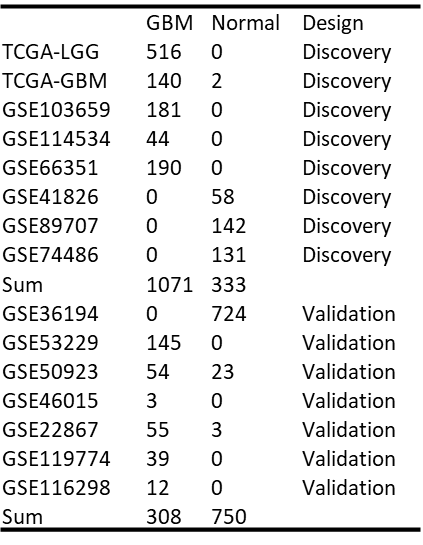 GBM Normal Design
TCGA-LGG 516 0 Discovery
TCGA-GBM 140 2 Discovery
GSE103659 181 0 Discovery
GSE114534 44 0 Discovery
GSE66351 190 0 Discovery
GSE41826 0 58 Discovery
GSE89707 0 142 Discovery
GSE74486 0 131 Discovery
Sum 1071 333
GSE36194 0 724 Validation
GSE53229 145 0 Validation
GSE50923 54 23 Validation
GSE46015 3 0 Validation
GSE22867 55 3 Validation
GSE119774 39 0 Validation
GSE116298 12 0 Validation
Sum 308 750